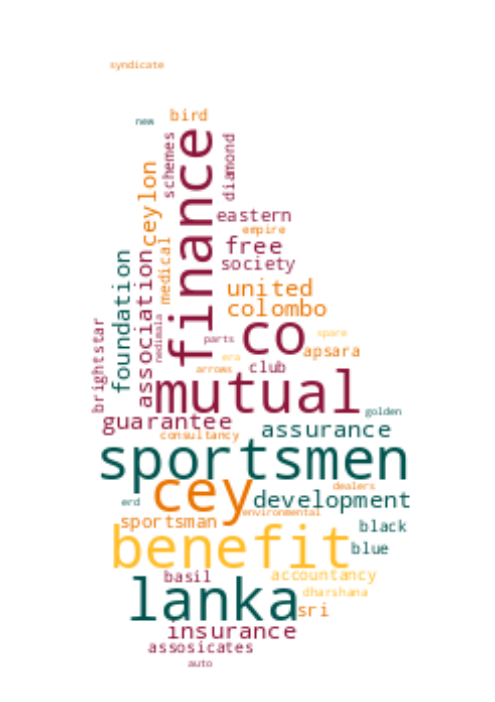 syndicate
new
bird
schemes
finance
diamond
ceylon
eastern
empire
free
medical
society
foundation
association
united
colombo
nedimala
brightstar
parts
co
spare
apsara
era
arrows
club
mutual
golden
guarantee
assurance
consultancy
sportsmen
cey
dealers
development
erd
environmental
sportsman
black
benefit
blue
basil
accountancy
lanka
dharshana
sri
insurance
assosicates
auto